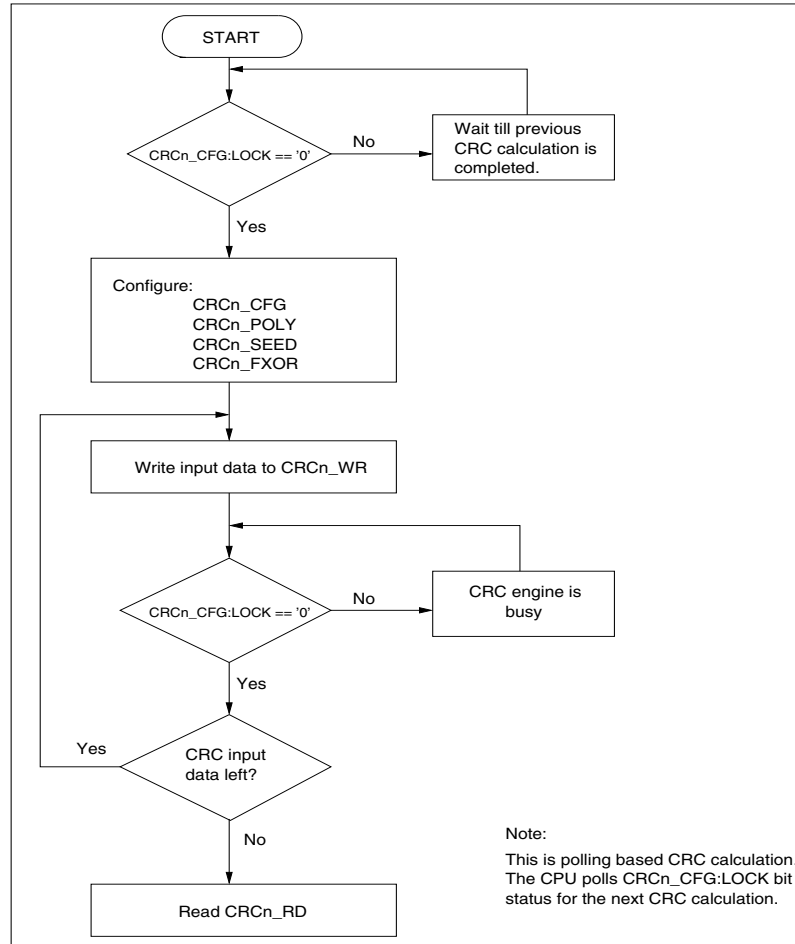 START
CRCn_CFG:LOCK == '0'
No
Wait till previous
CRC calculation is
completed.
Yes
Configure:
CRCn_CFG
CRCn_POLY
CRCn_SEED
CRCn_FXOR
Write input data to CRCn_WR
CRCn_CFG:LOCK == '0'
No
CRC engine is
busy
Yes
Yes
CRC input
data left?
No
Read CRCn_RD
Note:
This is polling based CRC calculation.
The CPU polls CRCn_CFG:LOCK bit
status for the next CRC calculation.